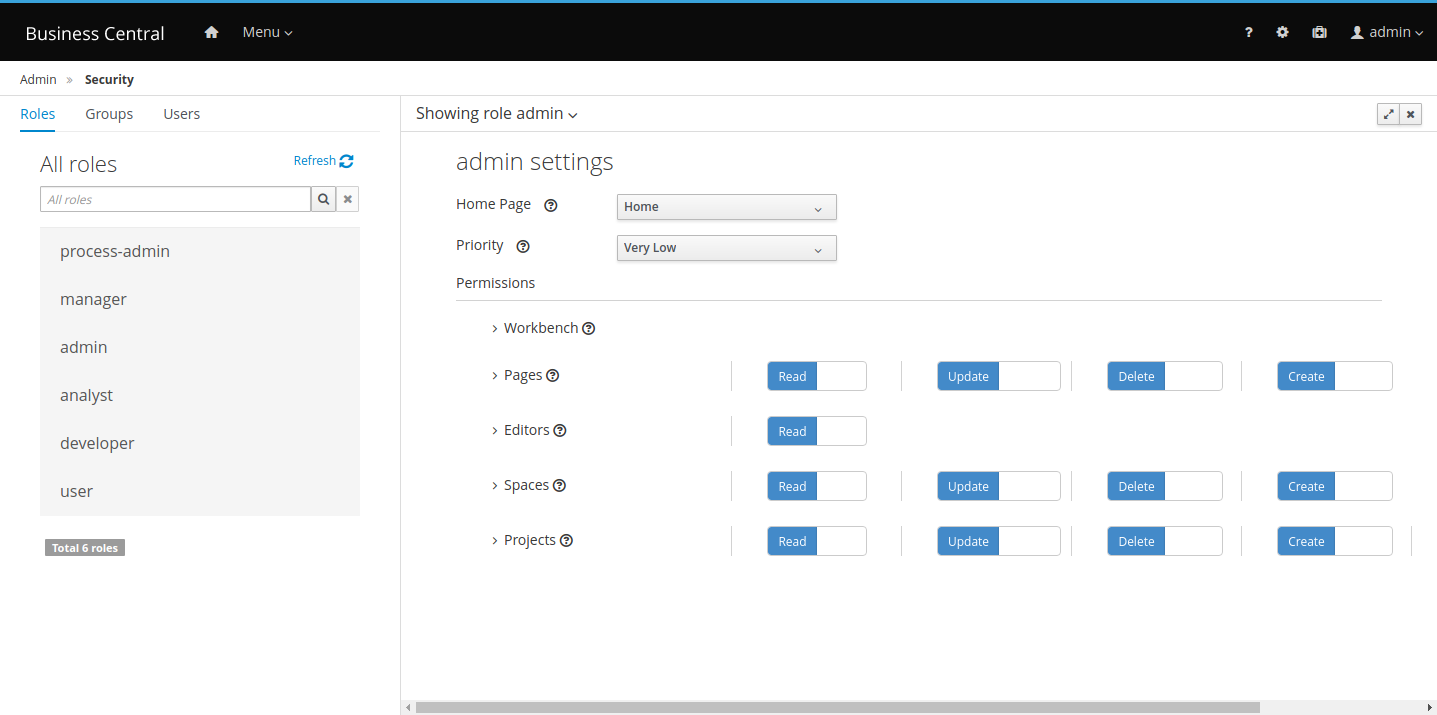 Business Central Menu ? admin
Admin » Security
Roles Groups Users
All roles Refresh
All roles
process-admin
manager
admin
analyst
developer
user
Total 6 roles
Showing role admin
admin settings
Home Page ? Home
Priority ? Very Low
Permissions
Workbench ?
Pages ? Read Update Delete Create
Editors ? Read
Spaces ? Read Update Delete Create
Projects ? Read Update Delete Create